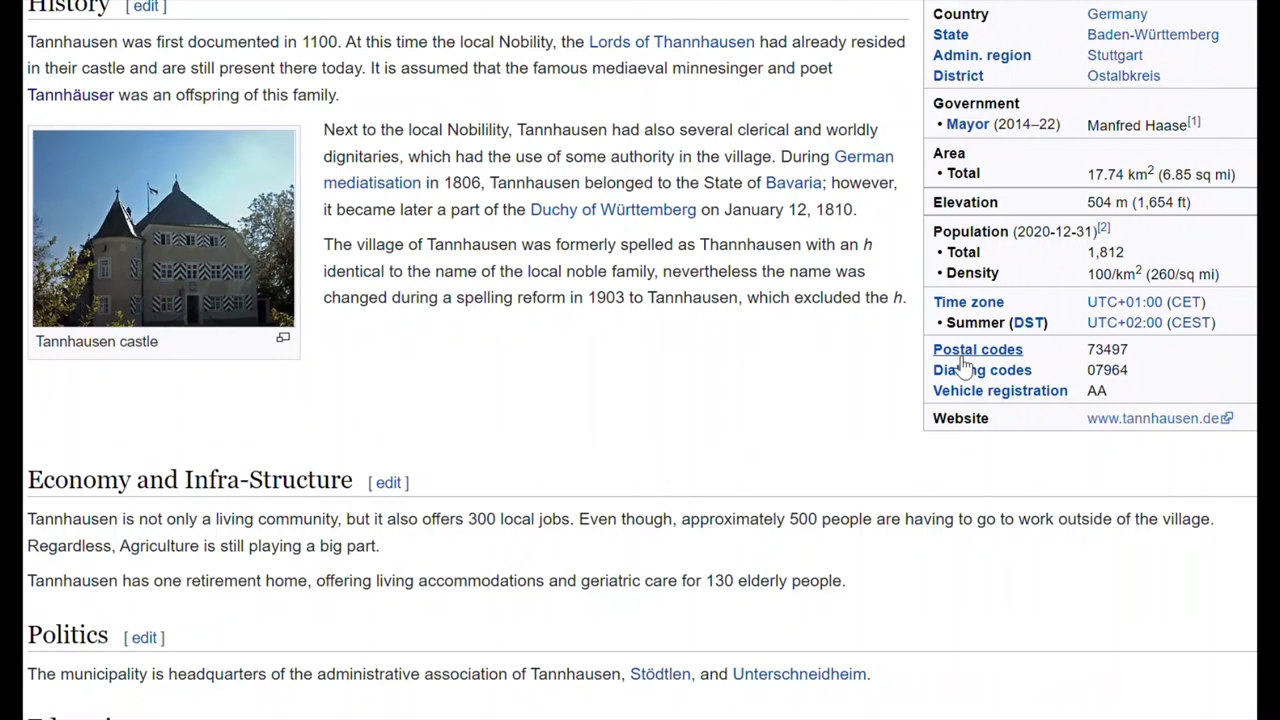 History [ edit ]
Tannhausen was first documented in 1100. At this time the local Nobility, the Lords of Thannhausen had already resided
in their castle and are still present there today. It is assumed that the famous mediaeval minnesinger and poet
Tannhäuser was an offspring of this family.
Tannhausen castle
Next to the local Nobilility, Tannhausen had also several clerical and worldly
dignitaries, which had the use of some authority in the village. During German
mediatisation in 1806, Tannhausen belonged to the State of Bavaria; however,
it became later a part of the Duchy of Württemberg on January 12, 1810.
The village of Tannhausen was formerly spelled as Thannhausen with an h
identical to the name of the local noble family, nevertheless the name was
changed during a spelling reform in 1903 to Tannhausen, which excluded the h.
Country Germany
State Baden-Württemberg
Admin. region Stuttgart
District Ostalbkreis
Government
• Mayor (2014–22) Manfred Haase[1]
Area
• Total 17.74 km2 (6.85 sq mi)
Elevation 504 m (1,654 ft)
Population (2020-12-31)[2]
• Total 1,812
• Density 100/km2 (260/sq mi)
Time zone UTC+01:00 (CET)
• Summer (DST) UTC+02:00 (CEST)
Postal codes 73497
Dialling codes 07964
Vehicle registration AA
Website www.tannhausen.de
Economy and Infra-Structure [ edit ]
Tannhausen is not only a living community, but it also offers 300 local jobs. Even though, approximately 500 people are having to go to work outside of the village.
Regardless, Agriculture is still playing a big part.
Tannhausen has one retirement home, offering living accommodations and geriatric care for 130 elderly people.
Politics [ edit ]
The municipality is headquarters of the administrative association of Tannhausen, Stödtlen, and Unterschneidheim.